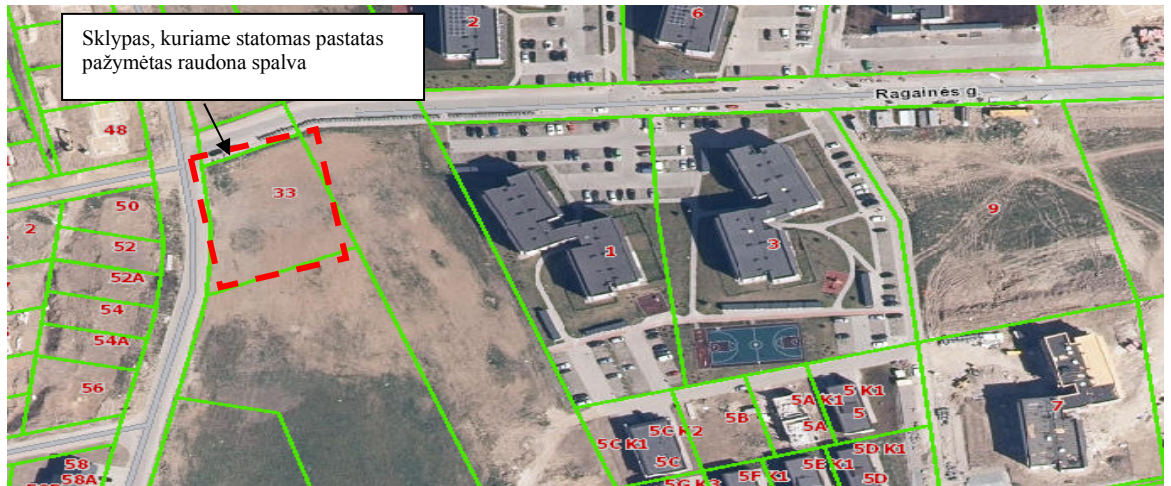 Sklypas, kuriame statomas pastatas
pažymėtas raudona spalva
2
6
Ragainės g.
48
33
50
2
52
52A
54
54A
56
58
58A
1
3
9
7
5 K1
5
5A K1
5A
5B
5C K2
5C K1
5C
5D K1
5D
5E K1
5F K1
5G K3